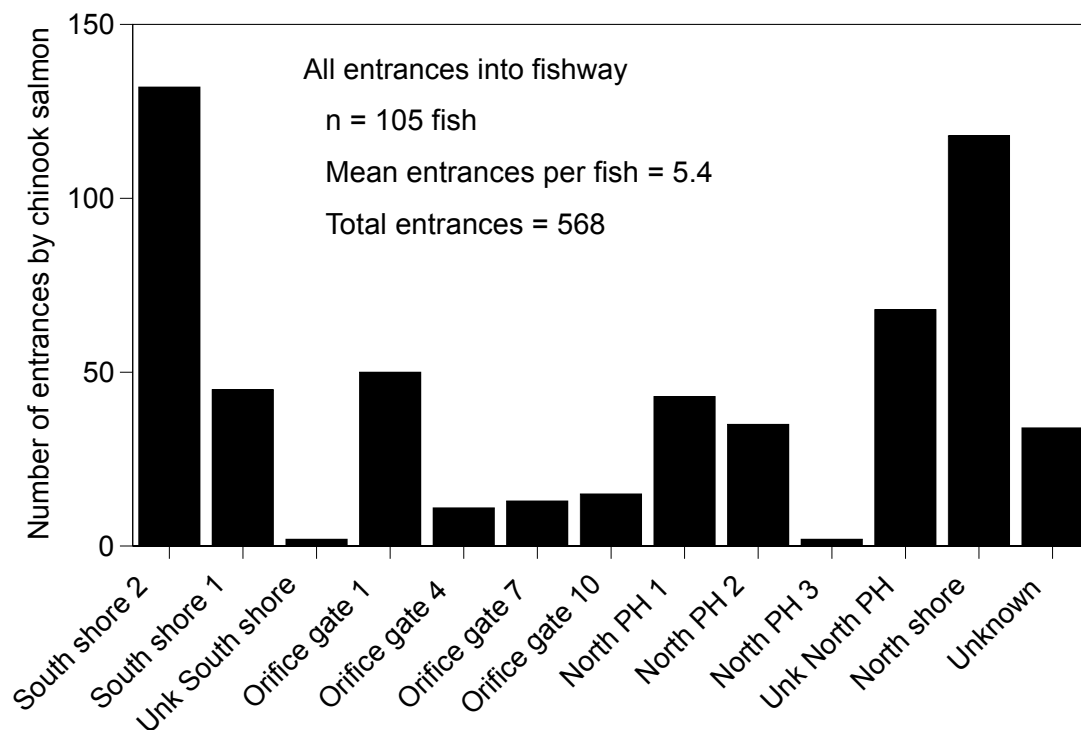 Number of entrances by chinook salmon
150
100
50
0
All entrances into fishway
n = 105 fish
Mean entrances per fish = 5.4
Total entrances = 568
South shore 2
South shore 1
Unk South shore
Orifice gate 1
Orifice gate 4
Orifice gate 7
Orifice gate 10
North PH 1
North PH 2
North PH 3
Unk North PH
North shore
Unknown